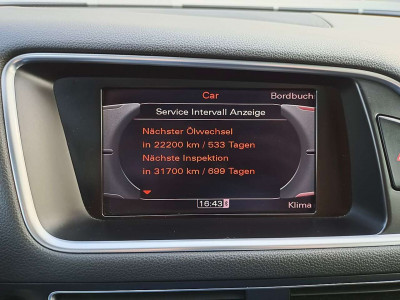 Car
Bordbuch
Service Intervall Anzeige
Nächster Ölwechsel
in 22200 km / 533 Tagen
Nächste Inspektion
in 31700 km / 699 Tagen
16:43
Klima